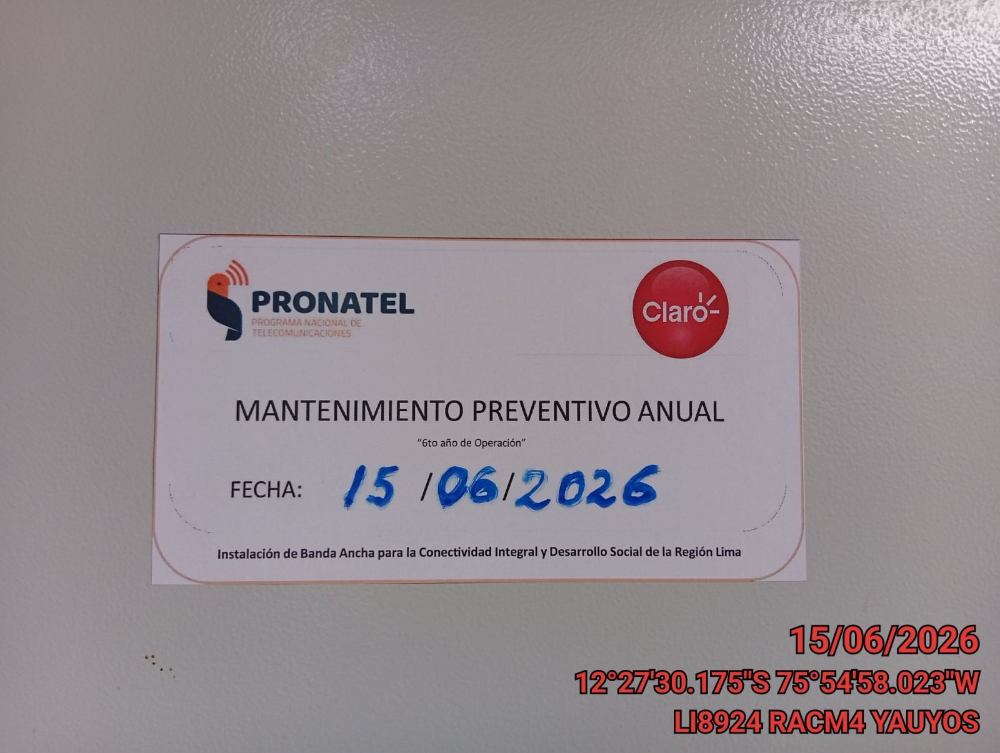 PRONATEL
PROGRAMA NACIONAL DE
TELECOMUNICACIONES
Claro
MANTENIMIENTO PREVENTIVO ANUAL
“6to año de Operación”
FECHA: 15 / 06 / 2026
Instalación de Banda Ancha para la Conectividad Integral y Desarrollo Social de la Región Lima
15/06/2026
12°27'30.175"S 75°54'58.023"W
LI8924 RACM4 YAUYOS